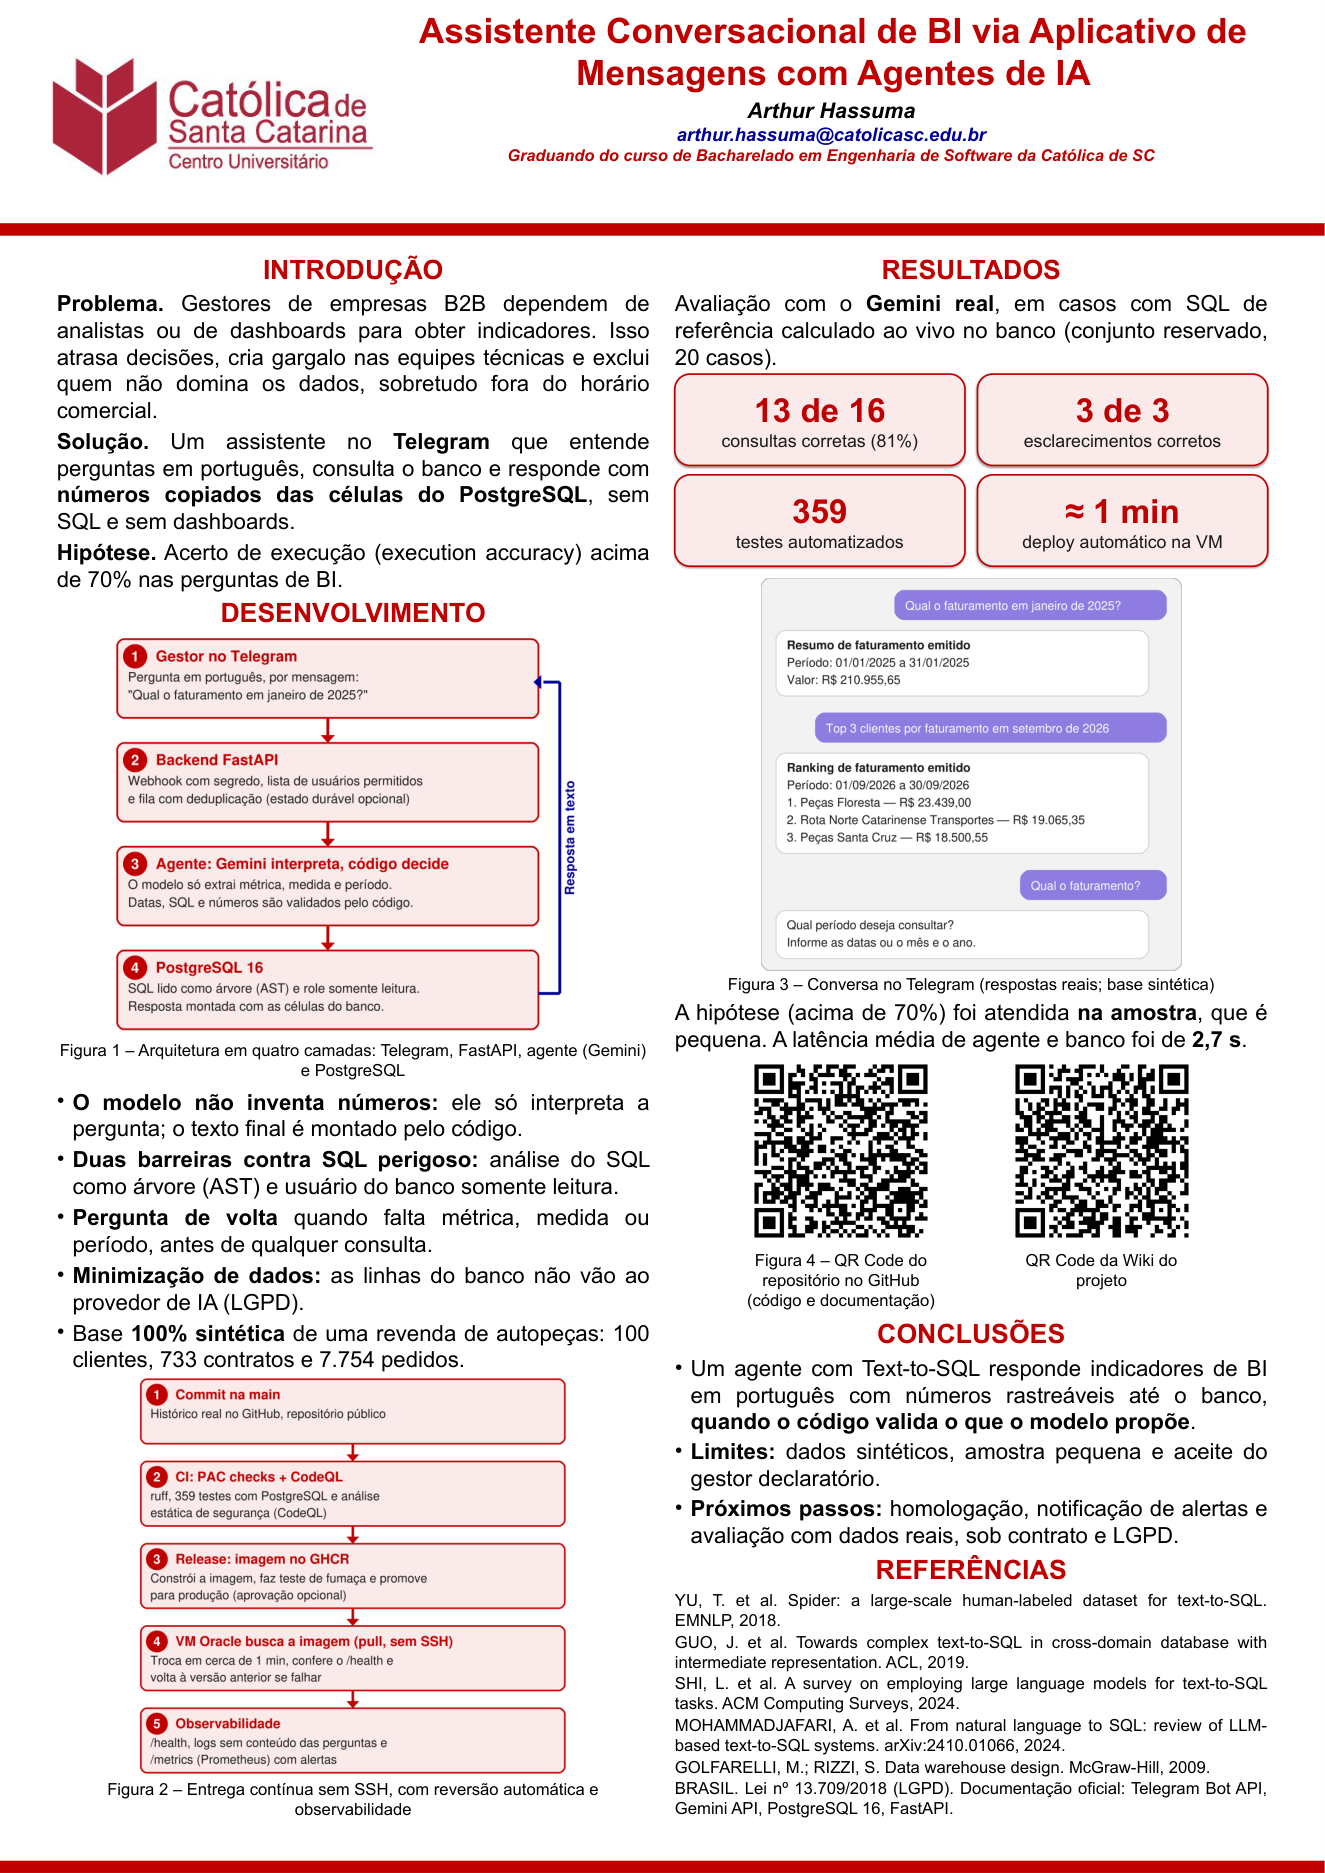 Católica de
Santa Catarina
Centro Universitário
Assistente Conversacional de BI via Aplicativo de
Mensagens com Agentes de IA
Arthur Hassuma
arthur.hassuma@catolicasc.edu.br
Graduando do curso de Bacharelado em Engenharia de Software da Católica de SC
INTRODUÇÃO
Problema. Gestores de empresas B2B dependem de
analistas ou de dashboards para obter indicadores. Isso
atrasa decisões, cria gargalo nas equipes técnicas e exclui
quem não domina os dados, sobretudo fora do horário
comercial.
Solução. Um assistente no Telegram que entende
perguntas em português, consulta o banco e responde com
números copiados das células do PostgreSQL, sem
SQL e sem dashboards.
Hipótese. Acerto de execução (execution accuracy) acima
de 70% nas perguntas de BI.
DESENVOLVIMENTO
1 Gestor no Telegram
Pergunta em português, por mensagem:
"Qual o faturamento em janeiro de 2025?"
2 Backend FastAPI
Webhook com segredo, lista de usuários permitidos
e fila com deduplicação (estado durável opcional)
3 Agente: Gemini interpreta, código decide
O modelo só extrai métrica, medida e período.
Datas, SQL e números são validados pelo código.
4 PostgreSQL 16
SQL lido como árvore (AST) e role somente leitura.
Resposta montada com as células do banco.
Resposta em texto
Figura 1 – Arquitetura em quatro camadas: Telegram, FastAPI, agente (Gemini)
e PostgreSQL
• O modelo não inventa números: ele só interpreta a
pergunta; o texto final é montado pelo código.
• Duas barreiras contra SQL perigoso: análise do SQL
como árvore (AST) e usuário do banco somente leitura.
• Pergunta de volta quando falta métrica, medida ou
período, antes de qualquer consulta.
• Minimização de dados: as linhas do banco não vão ao
provedor de IA (LGPD).
• Base 100% sintética de uma revenda de autopeças: 100
clientes, 733 contratos e 7.754 pedidos.
1 Commit na main
Histórico real no GitHub, repositório público
2 CI: PAC checks + CodeQL
ruff, 359 testes com PostgreSQL e análise
estática de segurança (CodeQL)
3 Release: imagem no GHCR
Constrói a imagem, faz teste de fumaça e promove
para produção (aprovação opcional)
4 VM Oracle busca a imagem (pull, sem SSH)
Troca em cerca de 1 min, confere o /health e
volta à versão anterior se falhar
5 Observabilidade
/health, logs sem conteúdo das perguntas e
/metrics (Prometheus) com alertas
Figura 2 – Entrega contínua sem SSH, com reversão automática e
observabilidade
RESULTADOS
Avaliação com o Gemini real, em casos com SQL de
referência calculado ao vivo no banco (conjunto reservado,
20 casos).
13 de 16
consultas corretas (81%)
3 de 3
esclarecimentos corretos
359
testes automatizados
≈ 1 min
deploy automático na VM
Qual o faturamento em janeiro de 2025?
Resumo de faturamento emitido
Período: 01/01/2025 a 31/01/2025
Valor: R$ 210.955,65
Top 3 clientes por faturamento em setembro de 2026
Ranking de faturamento emitido
Período: 01/09/2026 a 30/09/2026
1. Peças Floresta — R$ 23.439,00
2. Rota Norte Catarinense Transportes — R$ 19.065,35
3. Peças Santa Cruz — R$ 18.500,55
Qual o faturamento?
Qual período deseja consultar?
Informe as datas ou o mês e o ano.
Figura 3 – Conversa no Telegram (respostas reais; base sintética)
A hipótese (acima de 70%) foi atendida na amostra, que é
pequena. A latência média de agente e banco foi de 2,7 s.
Figura 4 – QR Code do
repositório no GitHub
(código e documentação)
QR Code da Wiki do
projeto
CONCLUSÕES
• Um agente com Text-to-SQL responde indicadores de BI
em português com números rastreáveis até o banco,
quando o código valida o que o modelo propõe.
• Limites: dados sintéticos, amostra pequena e aceite do
gestor declaratório.
• Próximos passos: homologação, notificação de alertas e
avaliação com dados reais, sob contrato e LGPD.
REFERÊNCIAS
YU, T. et al. Spider: a large-scale human-labeled dataset for text-to-SQL.
EMNLP, 2018.
GUO, J. et al. Towards complex text-to-SQL in cross-domain database with
intermediate representation. ACL, 2019.
SHI, L. et al. A survey on employing large language models for text-to-SQL
tasks. ACM Computing Surveys, 2024.
MOHAMMADJAFARI, A. et al. From natural language to SQL: review of LLM-
based text-to-SQL systems. arXiv:2410.01066, 2024.
GOLFARELLI, M.; RIZZI, S. Data warehouse design. McGraw-Hill, 2009.
BRASIL. Lei nº 13.709/2018 (LGPD). Documentação oficial: Telegram Bot API,
Gemini API, PostgreSQL 16, FastAPI.